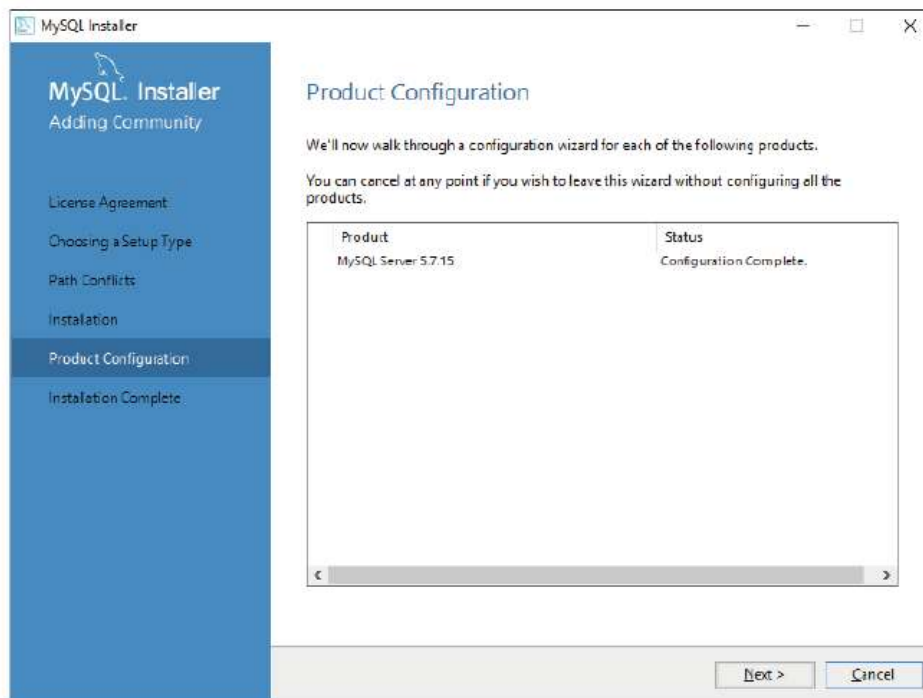 MySQL Installer
MySQL. Installer
Adding Community
License Agreement
Choosing a Setup Type
Path Conflicts
Installation
Product Configuration
Installation Complete
Product Configuration
We'll now walk through a configuration wizard for each of the following products.
You can cancel at any point if you wish to leave this wizard without configuring all the
products.
Product Status
MySQL Server 5.7.15 Configuration Complete.
Next > Cancel